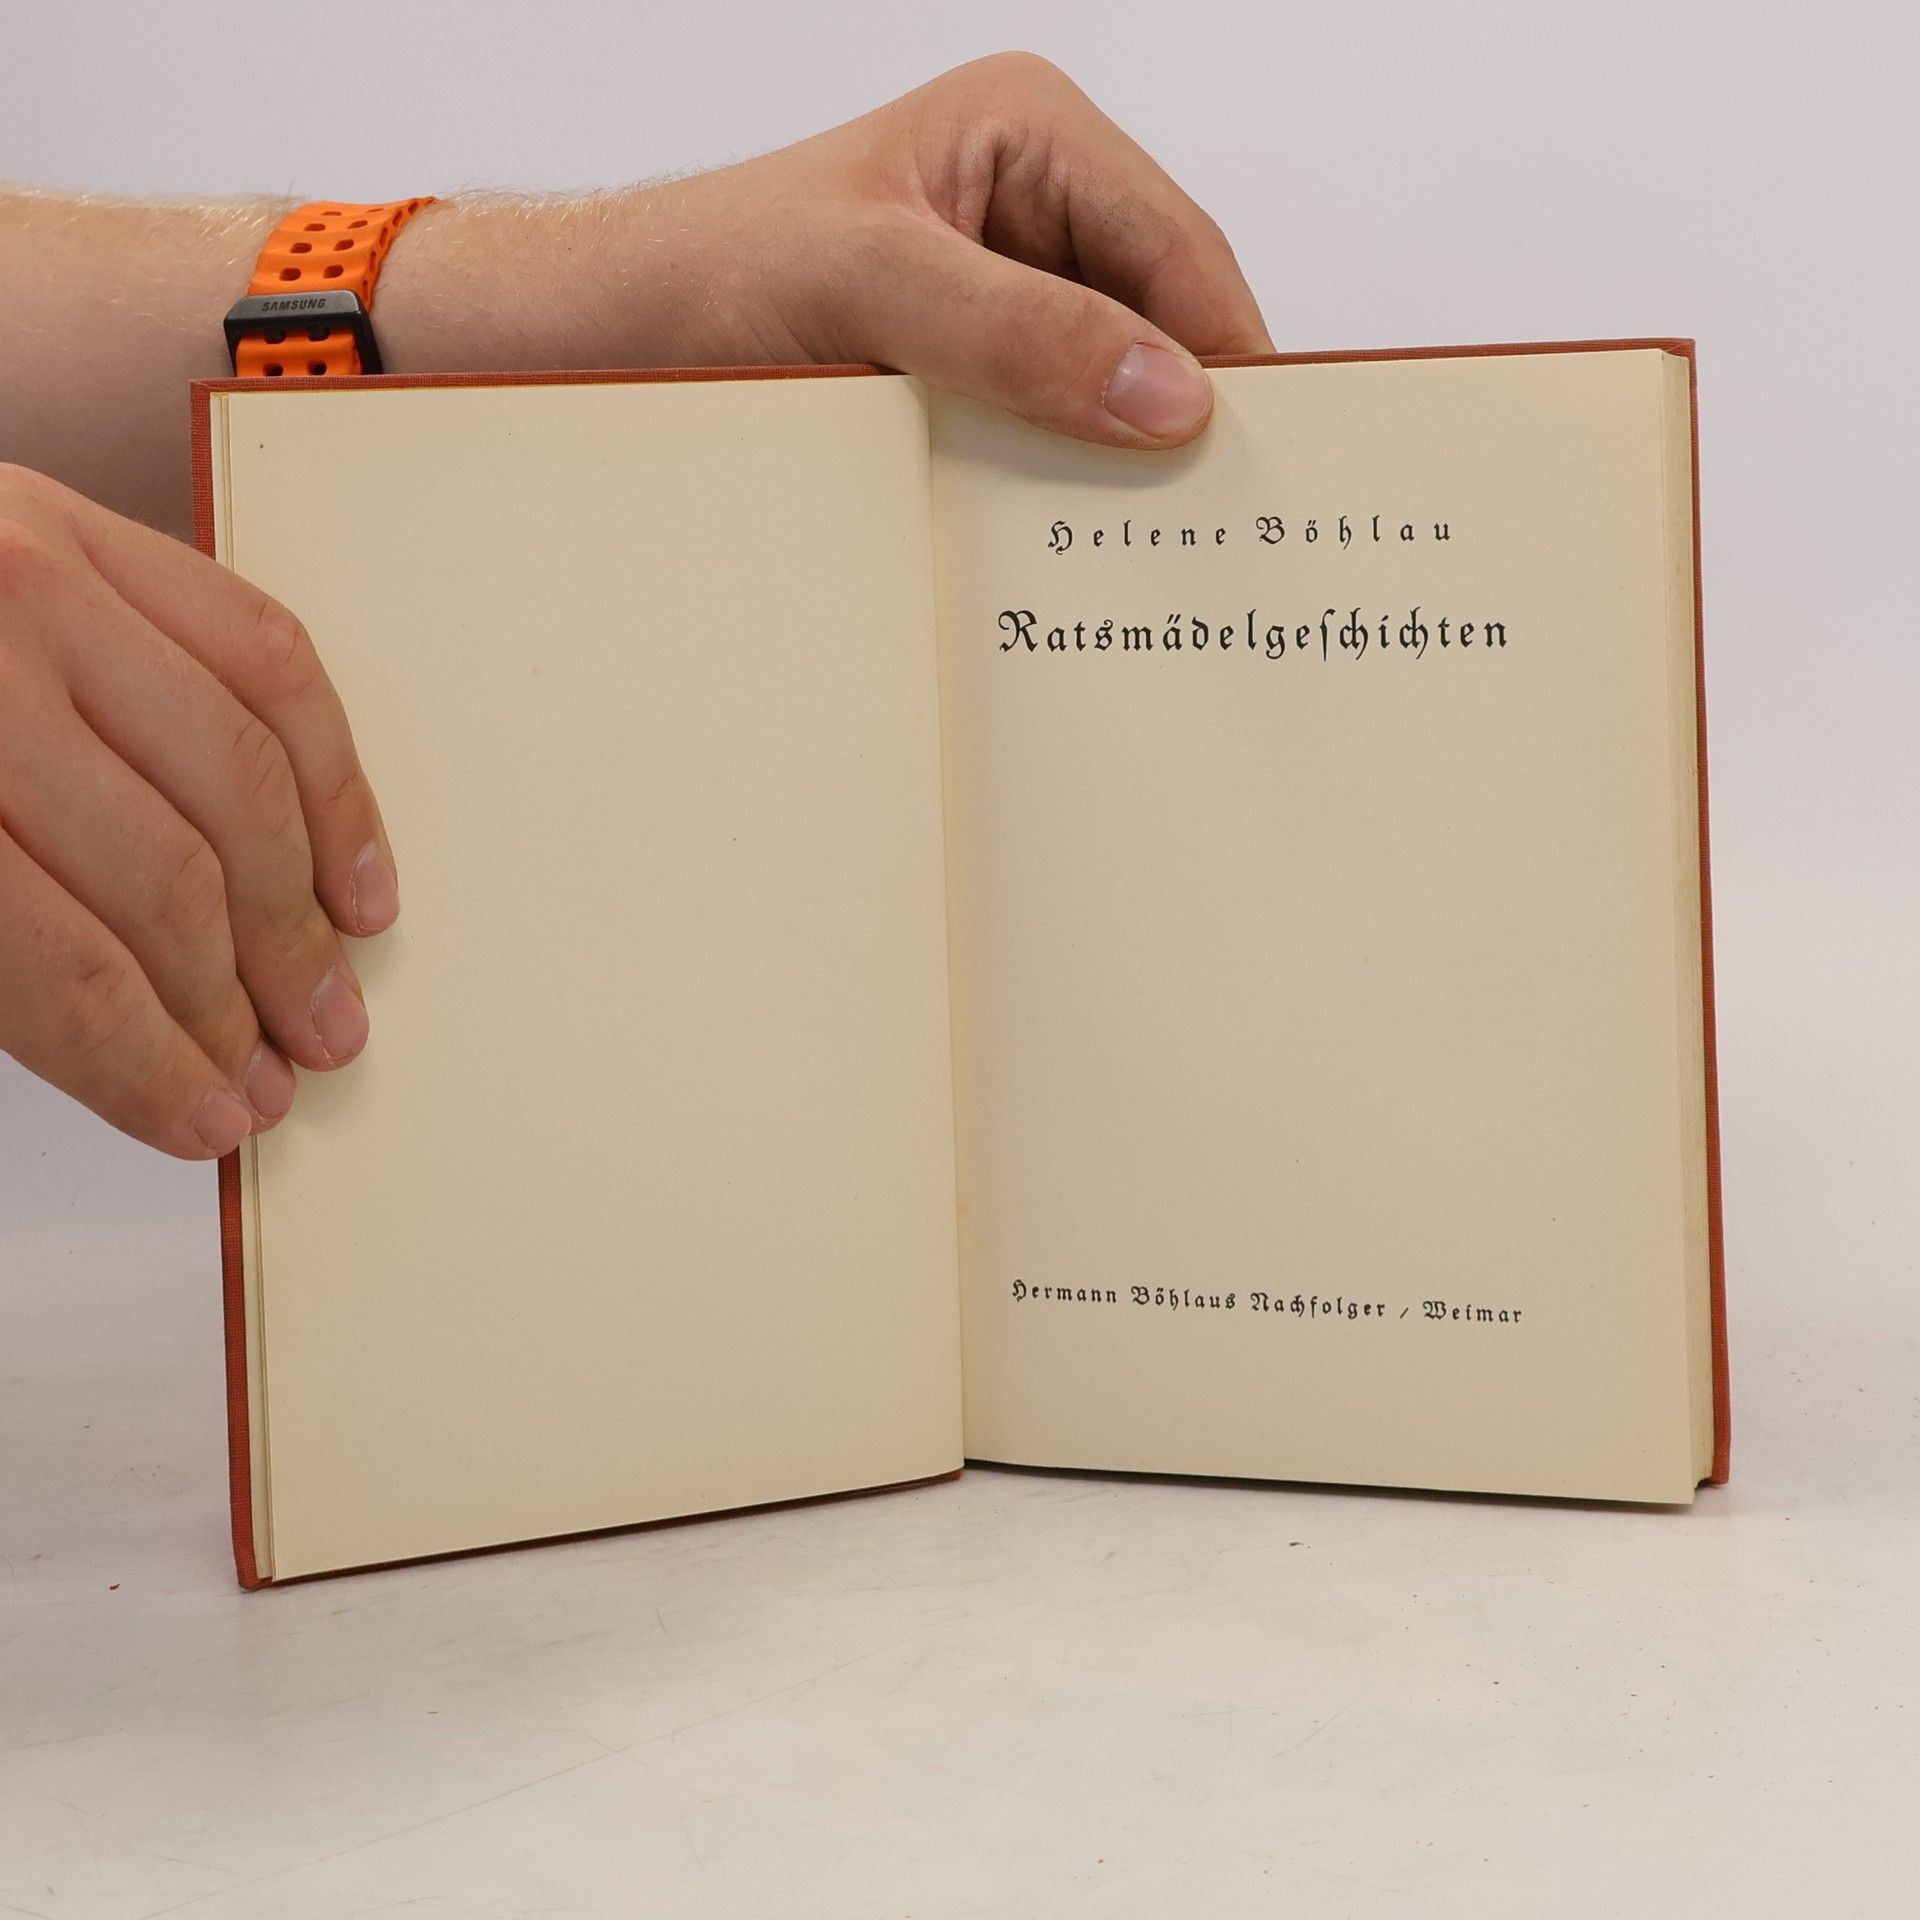 SAMSUNG
Helene Böhlau
Ratsmädelgeſchichten
Hermann Böhlaus Nachfolger / Weimar